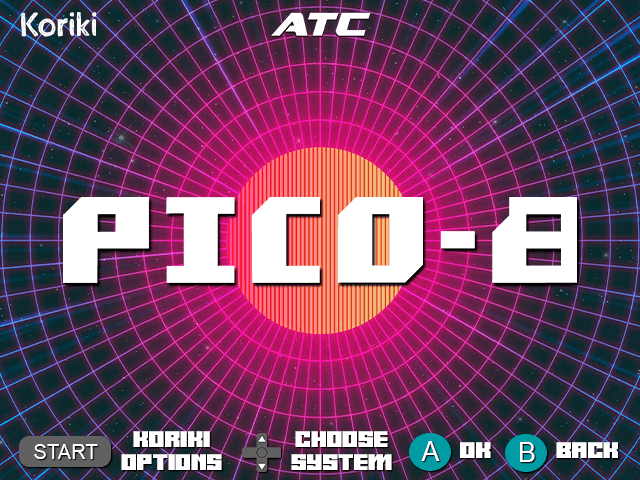 Koriki
ATC
PICO-8
START
KORIKI
OPTIONS
CHOOSE
SYSTEM
A
OK
B
BACK